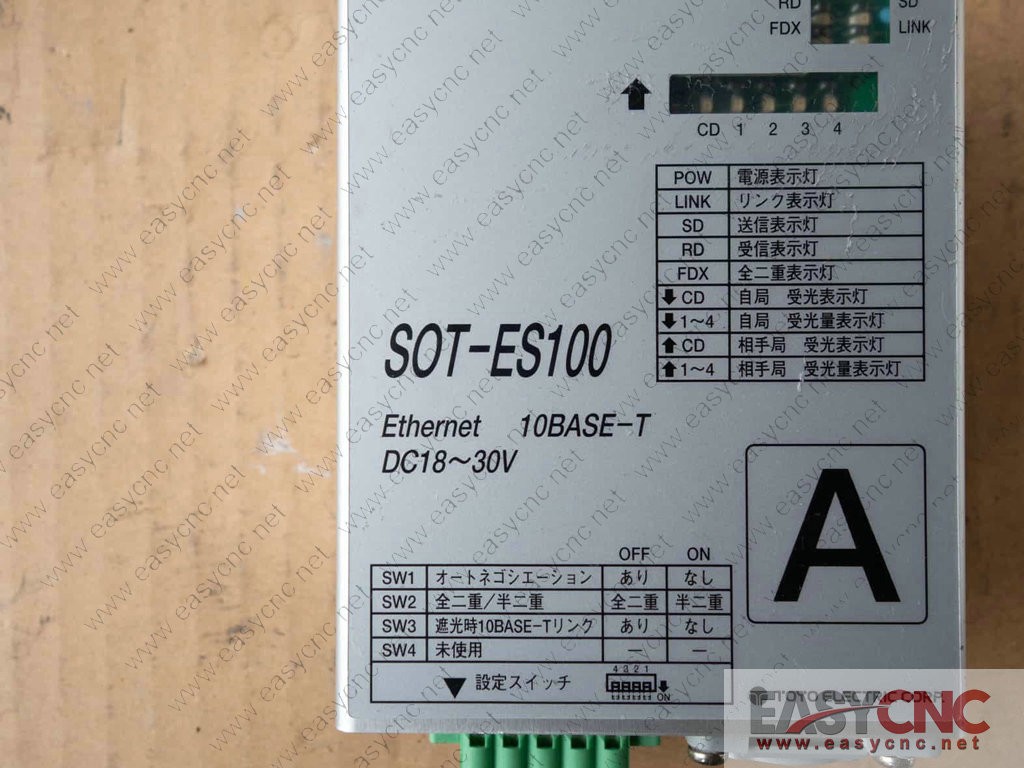 RD SD
FDX LINK
CD 1 2 3 4
POW 電源表示灯
LINK リンク表示灯
SD 送信表示灯
RD 受信表示灯
FDX 全二重表示灯
⬇CD 自局 受光表示灯
⬇1～4 自局 受光量表示灯
⬆CD 相手局 受光表示灯
⬆1～4 相手局 受光量表示灯
SOT-ES100
Ethernet 10BASE-T
DC18～30V
A
OFF ON
SW1 オートネゴシエーション あり なし
SW2 全二重/半二重 全二重 半二重
SW3 遮光時10BASE-Tリンク あり なし
SW4 未使用 － －
▼ 設定スイッチ 4 3 2 1 ON
TOYO ELECTRIC CORP
EASYCNC
www.easycnc.net